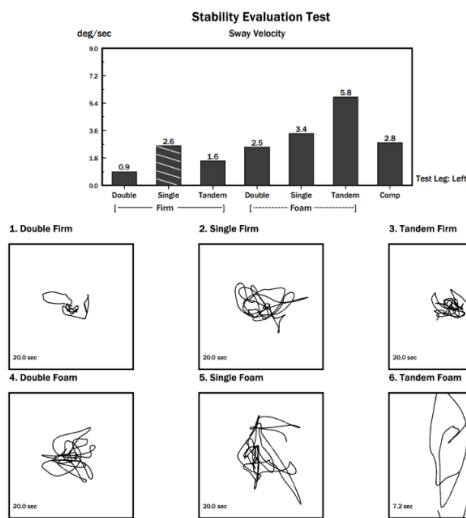 Stability Evaluation Test
deg/sec Sway Velocity
9.0
7.2
5.4
3.6
1.8
0.0
0.9 2.6 1.6 2.5 3.4 5.8 2.8
Test Leg: Left
Double Single Tandem Double Single Tandem Comp
[ Firm ] [ Foam ]
1. Double Firm 2. Single Firm 3. Tandem Firm
20.0 sec 20.0 sec 20.0 sec
4. Double Foam 5. Single Foam 6. Tandem Foam
20.0 sec 20.0 sec 7.2 sec